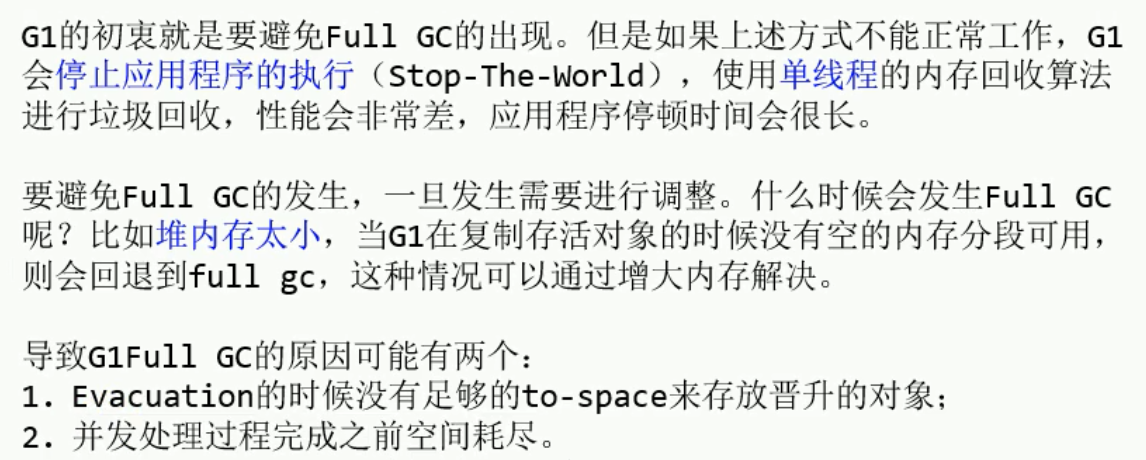 G1的初衷就是要避免Full GC的出现。但是如果上述方式不能正常工作，G1
会停止应用程序的执行（Stop-The-World），使用单线程的内存回收算法
进行垃圾回收，性能会非常差，应用程序停顿时间会很长。
要避免Full GC的发生，一旦发生需要进行调整。什么时候会发生Full GC
呢？比如堆内存太小，当G1在复制存活对象的时候没有空的内存分段可用，
则会回退到full gc，这种情况可以通过增大内存解决。
导致G1Full GC的原因可能有两个：
1. Evacuation的时候没有足够的to-space来存放晋升的对象；
2. 并发处理过程完成之前空间耗尽。